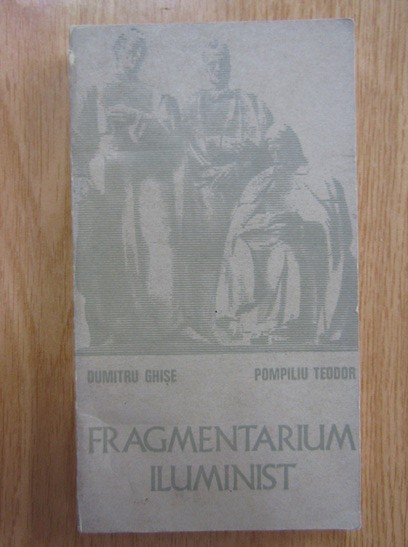 DUMITRU GHIȘE POMPILIU TEODOR
FRAGMENTARIUM
ILUMINIST